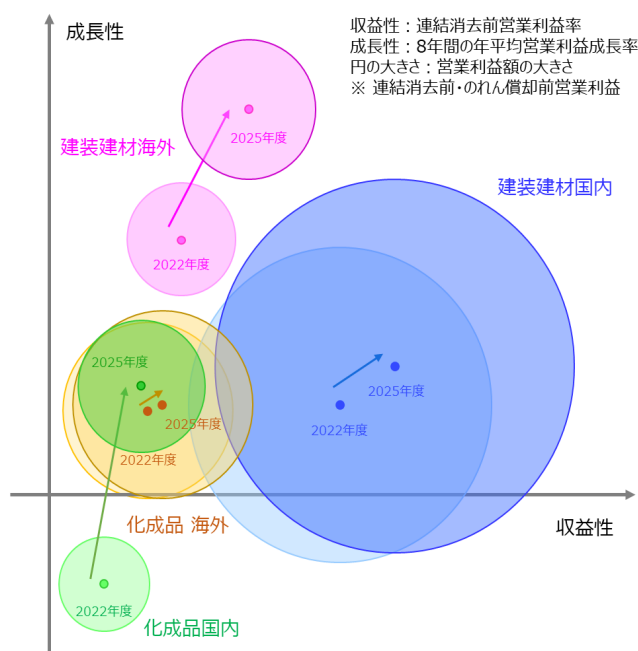 成長性
収益性：連結消去前営業利益率
成長性：8年間の年平均営業利益成長率
円の大きさ：営業利益額の大きさ
※ 連結消去前・のれん償却前営業利益
建装建材海外
2025年度
2022年度
建装建材国内
2025年度
2022年度
2025年度
2025年度
2022年度
化成品 海外
収益性
2022年度
化成品国内